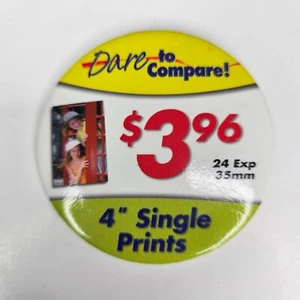 Dare to
Compare!
$3 96
24 Exp
35mm
4" Single
Prints